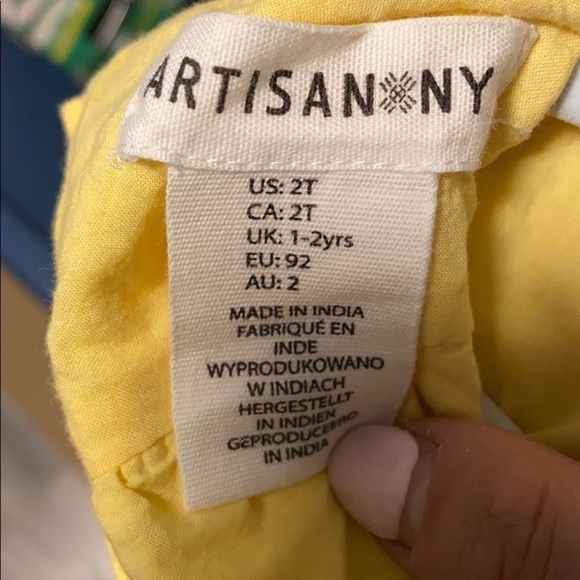 ARTISAN NY
US: 2T
CA: 2T
UK: 1-2yrs
EU: 92
AU: 2
MADE IN INDIA
FABRIQUÉ EN
INDE
WYPRODUKOWANO
W INDIACH
HERGESTELLT
IN INDIEN
GEPRODUCEERD
IN INDIA